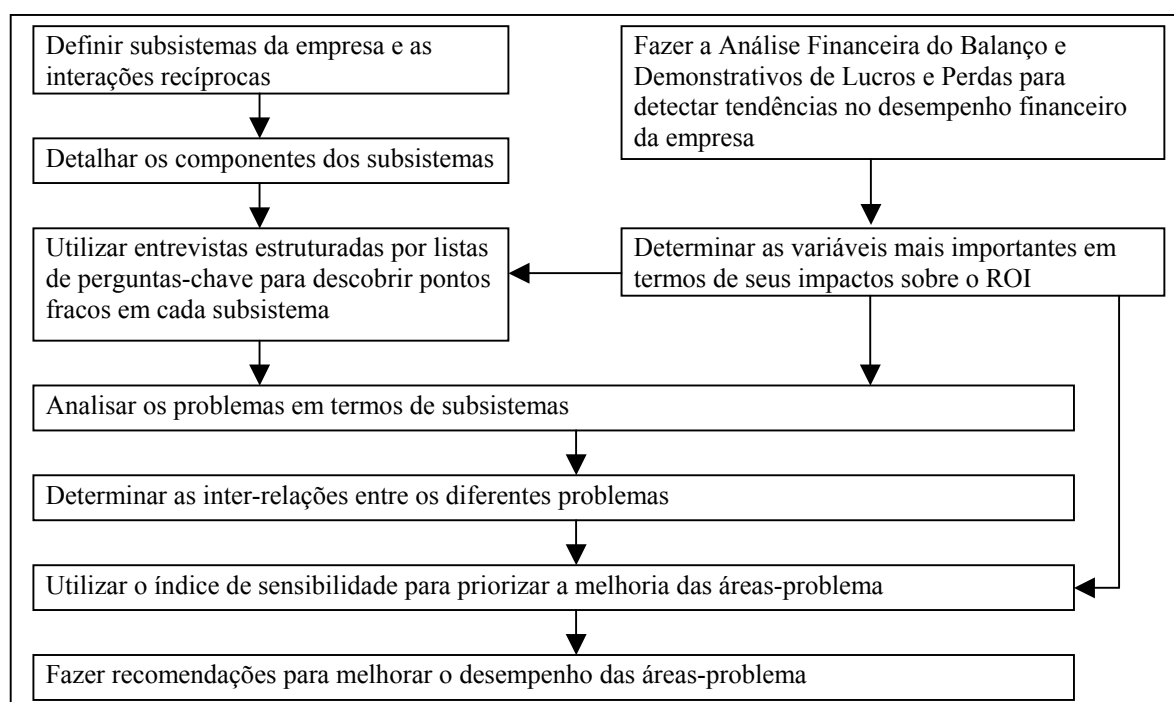 Definir subsistemas da empresa e as
interações recíprocas
Fazer a Análise Financeira do Balanço e
Demonstrativos de Lucros e Perdas para
detectar tendências no desempenho financeiro
da empresa
Detalhar os componentes dos subsistemas
Utilizar entrevistas estruturadas por listas
de perguntas-chave para descobrir pontos
fracos em cada subsistema
Determinar as variáveis mais importantes em
termos de seus impactos sobre o ROI
Analisar os problemas em termos de subsistemas
Determinar as inter-relações entre os diferentes problemas
Utilizar o índice de sensibilidade para priorizar a melhoria das áreas-problema
Fazer recomendações para melhorar o desempenho das áreas-problema